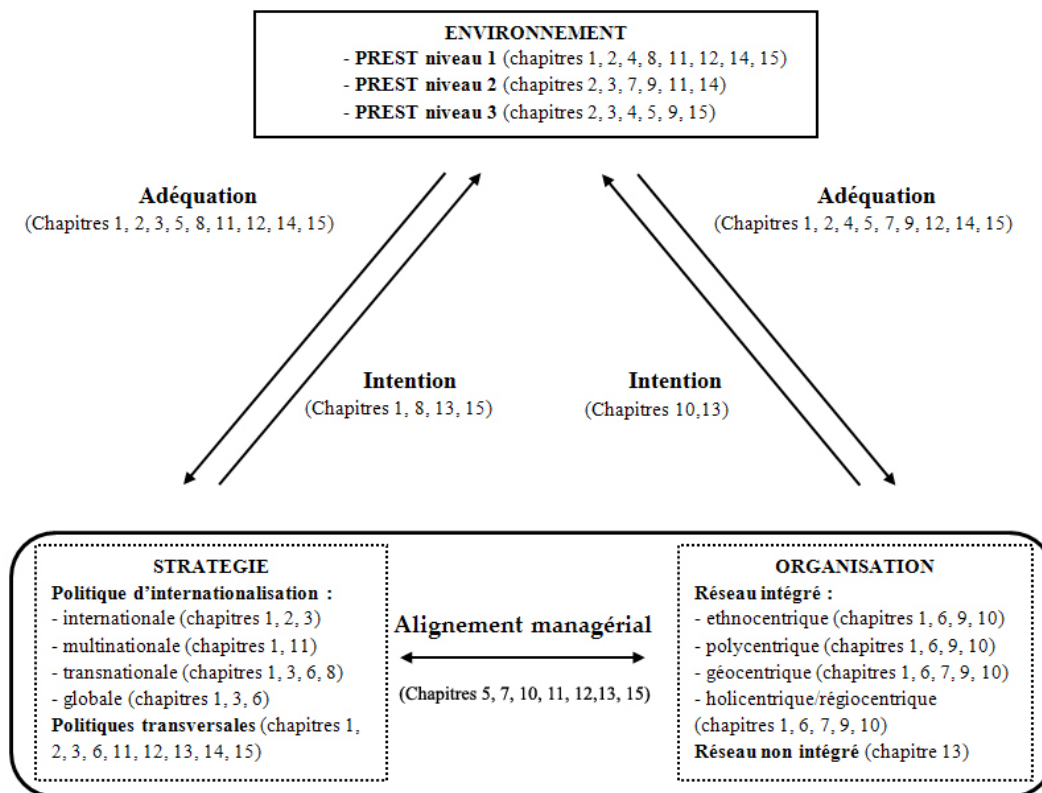 ENVIRONNEMENT
- PREST niveau 1 (chapitres 1, 2, 4, 8, 11, 12, 14, 15)
- PREST niveau 2 (chapitres 2, 3, 7, 9, 11, 14)
- PREST niveau 3 (chapitres 2, 3, 4, 5, 9, 15)
Adéquation
(Chapitres 1, 2, 3, 5, 8, 11, 12, 14, 15)
Adéquation
(Chapitres 1, 2, 4, 5, 7, 9, 12, 14, 15)
Intention
(Chapitres 1, 8, 13, 15)
Intention
(Chapitres 10,13)
STRATEGIE
Politique d'internationalisation :
- internationale (chapitres 1, 2, 3)
- multinationale (chapitres 1, 11)
- transnationale (chapitres 1, 3, 6, 8)
- globale (chapitres 1, 3, 6)
Politiques transversales (chapitres 1,
2, 3, 6, 11, 12, 13, 14, 15)
Alignement managérial
(Chapitres 5, 7, 10, 11, 12,13, 15)
ORGANISATION
Réseau intégré :
- ethnocentrique (chapitres 1, 6, 9, 10)
- polycentrique (chapitres 1, 6, 9, 10)
- géocentrique (chapitres 1, 6, 7, 9, 10)
- holicentrique/régiocentrique
(chapitres 1, 6, 7, 9, 10)
Réseau non intégré (chapitre 13)